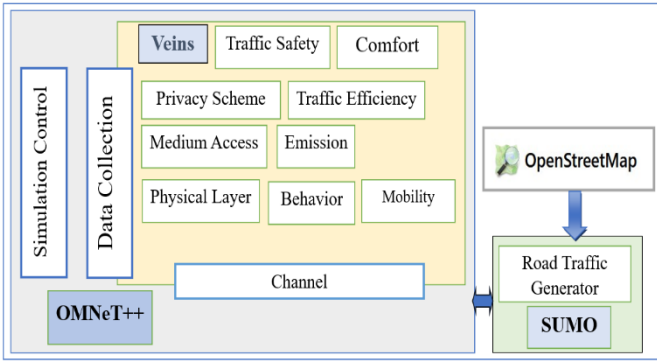 Simulation Control
Data Collection
Veins
Traffic Safety
Comfort
Privacy Scheme
Traffic Efficiency
Medium Access
Emission
Physical Layer
Behavior
Mobility
Channel
OMNeT++
OpenStreetMap
Road Traffic
Generator
SUMO